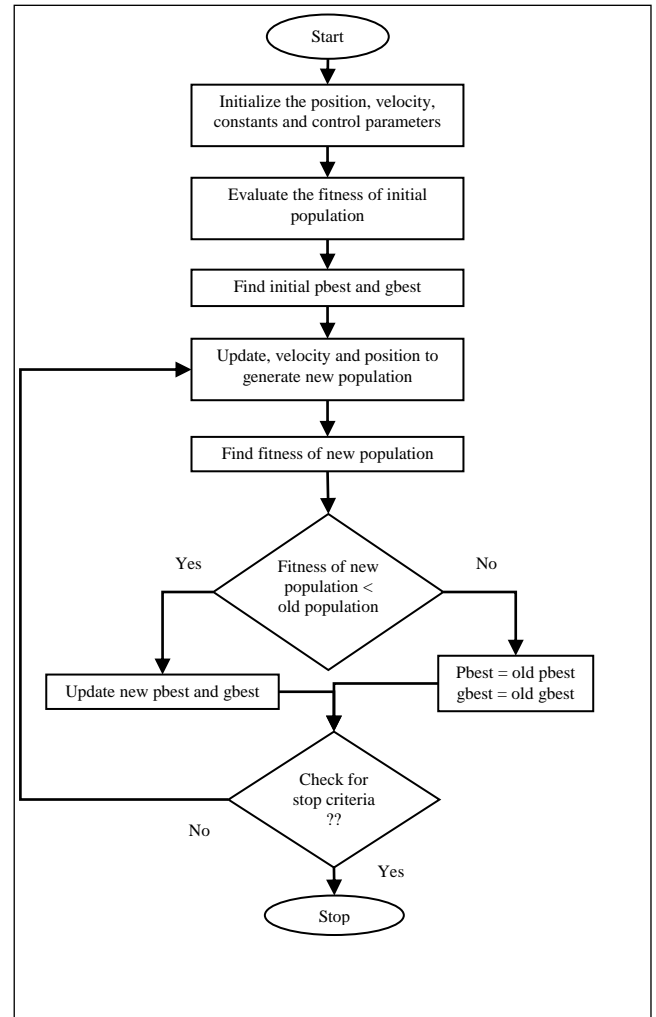 Start
Initialize the position, velocity,
constants and control parameters
Evaluate the fitness of initial
population
Find initial pbest and gbest
Update, velocity and position to
generate new population
Find fitness of new population
Yes
Fitness of new
population <
old population
No
Update new pbest and gbest
Pbest = old pbest
gbest = old gbest
Check for
stop criteria
??
No
Yes
Stop